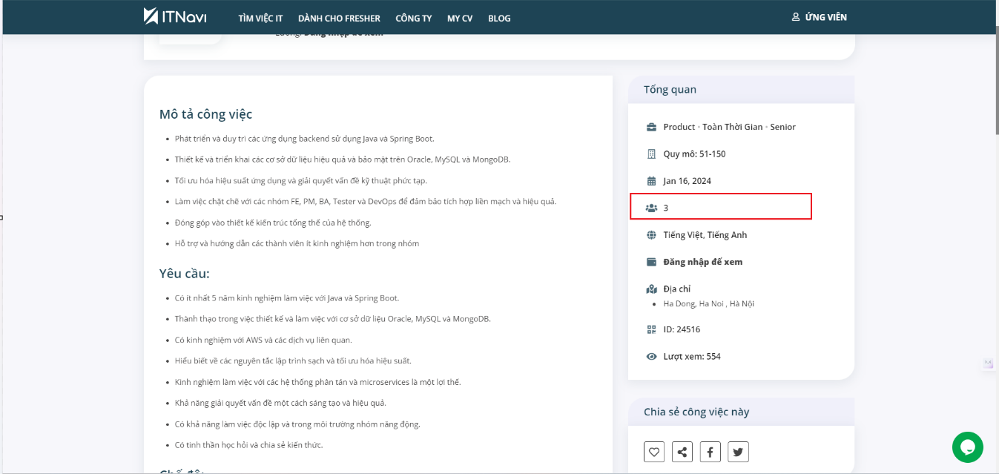 ITNavi
TÌM VIỆC IT
DÀNH CHO FRESHER
CÔNG TY
MY CV
BLOG
ỨNG VIÊN
Lương: Đăng nhập để xem
Mô tả công việc
Phát triển và duy trì các ứng dụng backend sử dụng Java và Spring Boot.
Thiết kế và triển khai các cơ sở dữ liệu hiệu quả và bảo mật trên Oracle, MySQL và MongoDB.
Tối ưu hóa hiệu suất ứng dụng và giải quyết vấn đề kỹ thuật phức tạp.
Làm việc chặt chẽ với các nhóm FE, PM, BA, Tester và DevOps để đảm bảo tích hợp liền mạch và hiệu quả.
Đóng góp vào thiết kế kiến trúc tổng thể của hệ thống.
Hỗ trợ và hướng dẫn các thành viên ít kinh nghiệm hơn trong nhóm
Yêu cầu:
Có ít nhất 5 năm kinh nghiệm làm việc với Java và Spring Boot.
Thành thạo trong việc thiết kế và làm việc với cơ sở dữ liệu Oracle, MySQL và MongoDB.
Có kinh nghiệm với AWS và các dịch vụ liên quan.
Hiểu biết về các nguyên tắc lập trình sạch và tối ưu hóa hiệu suất.
Kinh nghiệm làm việc với các hệ thống phân tán và microservices là một lợi thế.
Khả năng giải quyết vấn đề một cách sáng tạo và hiệu quả.
Có khả năng làm việc độc lập và trong môi trường nhóm năng động.
Có tinh thần học hỏi và chia sẻ kiến thức.
Chế độ:
Tổng quan
Product • Toàn Thời Gian • Senior
Quy mô: 51-150
Jan 16, 2024
3
Tiếng Việt, Tiếng Anh
Đăng nhập để xem
Địa chỉ
Ha Dong, Ha Noi , Hà Nội
ID: 24516
Lượt xem: 554
Chia sẻ công việc này